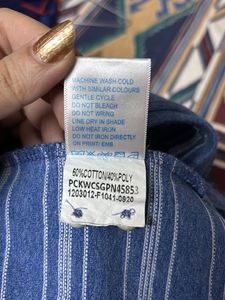 MACHINE WASH COLD
WITH SIMILAR COLOURS
GENTLE CYCLE
DO NOT BLEACH
DO NOT WRING
LINE DRY IN SHADE
LOW HEAT IRON
DO NOT IRON DIRECTLY
ON PRINT/ EMB
60%COTTON/40%POLY
PCKWCSGPN45853
1203012-F1041-0920